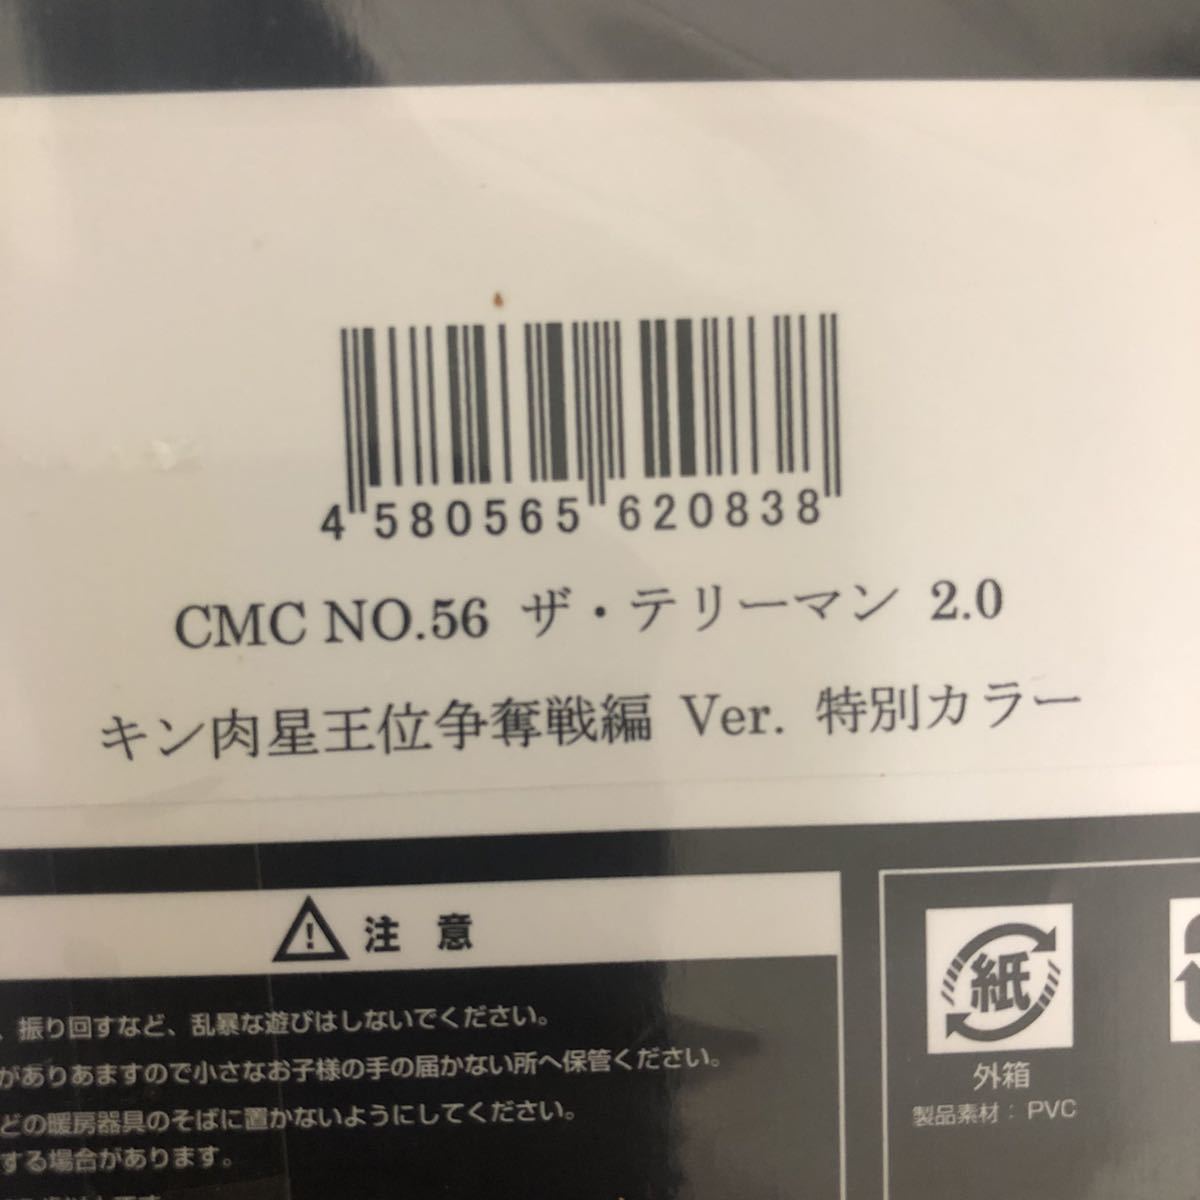 4 580565 620838
CMC NO.56 ザ・テリーマン 2.0
キン肉星王位争奪戦編 Ver. 特別カラー
注 意
、振り回すなど、乱暴な遊びはしないでください。
がありあますので小さなお子様の手の届かない所へ保管ください。
どの暖房器具のそばに置かないようにしてください。
する場合があります。
紙
外箱
製品素材： PVC